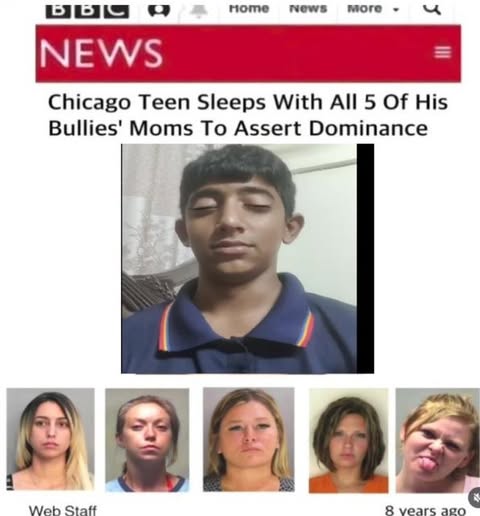 BBC Home News More
NEWS
Chicago Teen Sleeps With All 5 Of His
Bullies' Moms To Assert Dominance
Web Staff 8 years ago